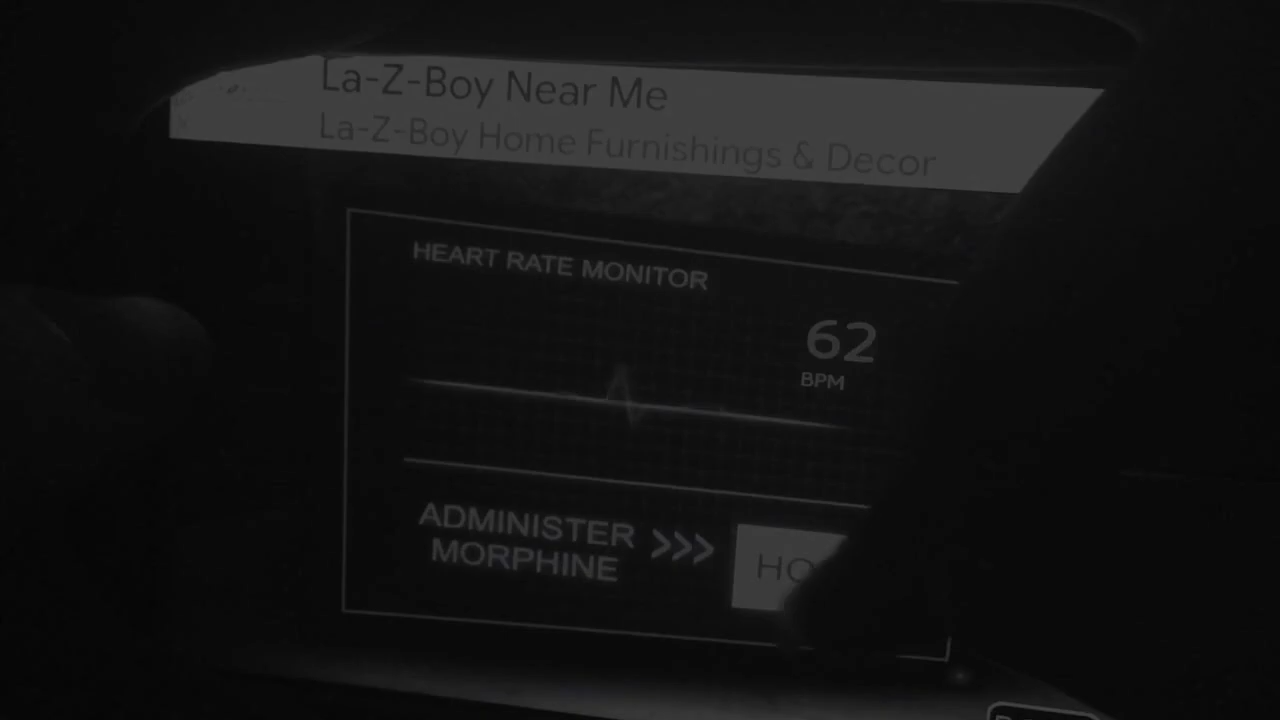 La-Z-Boy Near Me
La-Z-Boy Home Furnishings & Decor
HEART RATE MONITOR
62
BPM
ADMINISTER >>>
MORPHINE